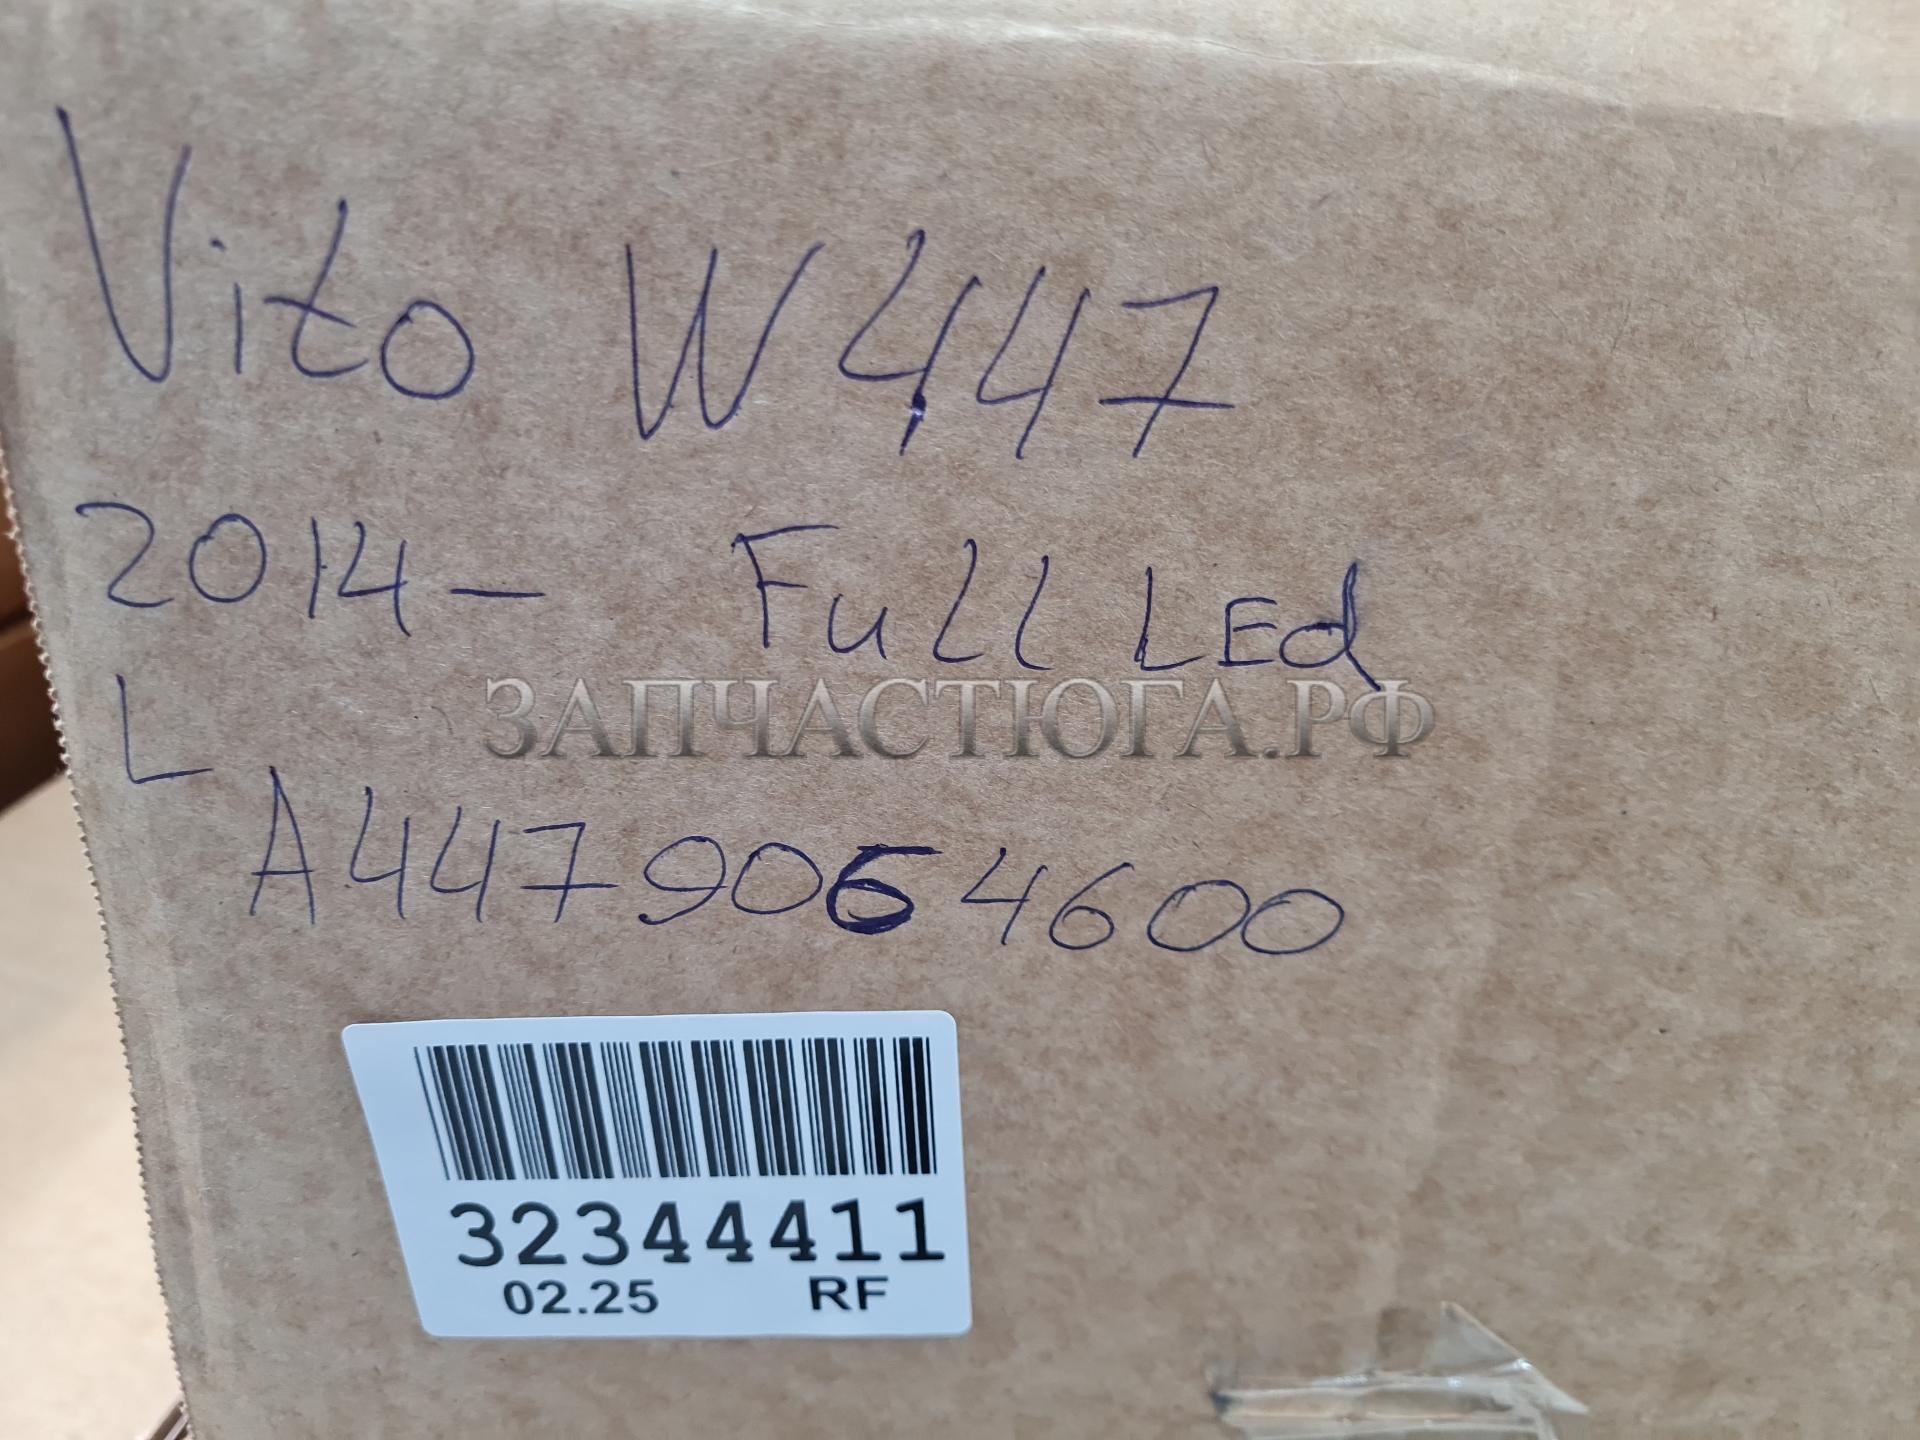 Vito W447
2014- Full LEd
ЗАПЧАСТЮГА.РФ
L
A4479064600
32344411
02.25 RF